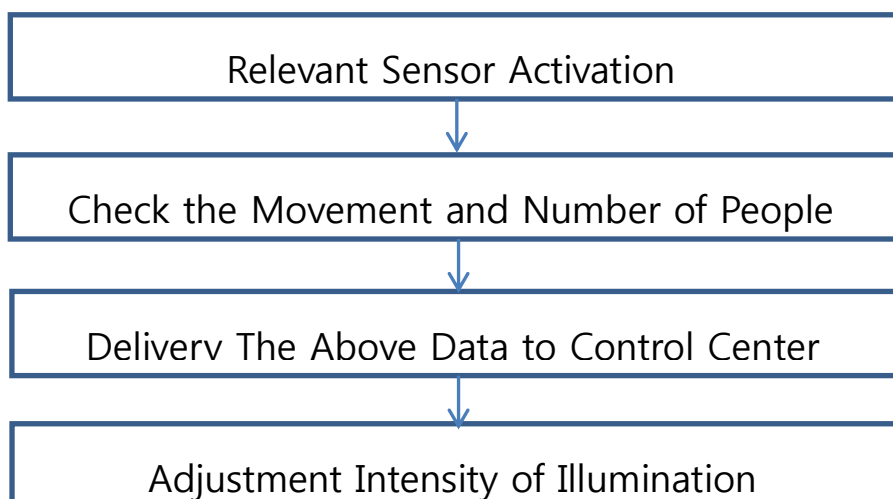 Relevant Sensor Activation
Check the Movement and Number of People
Delivery The Above Data to Control Center
Adjustment Intensity of Illumination